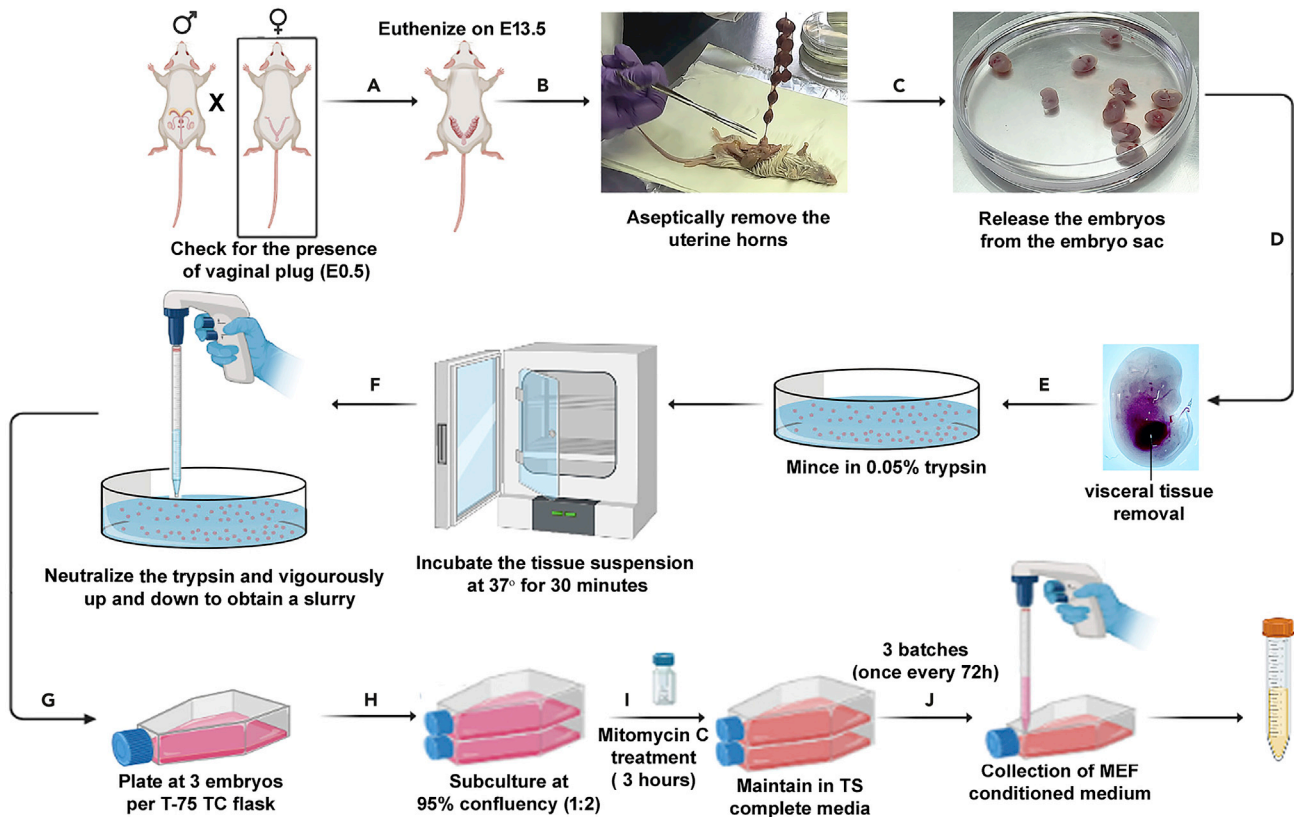 ♂
♀
X
Euthenize on E13.5
A
B
C
D
Check for the presence
of vaginal plug (E0.5)
Aseptically remove the
uterine horns
Release the embryos
from the embryo sac
E
F
visceral tissue
removal
Mince in 0.05% trypsin
Incubate the tissue suspension
at 37° for 30 minutes
Neutralize the trypsin and vigourously
up and down to obtain a slurry
G
Plate at 3 embryos
per T-75 TC flask
H
Subculture at
95% confluency (1:2)
I
Mitomycin C
treatment
( 3 hours)
Maintain in TS
complete media
3 batches
(once every 72h)
J
Collection of MEF
conditioned medium